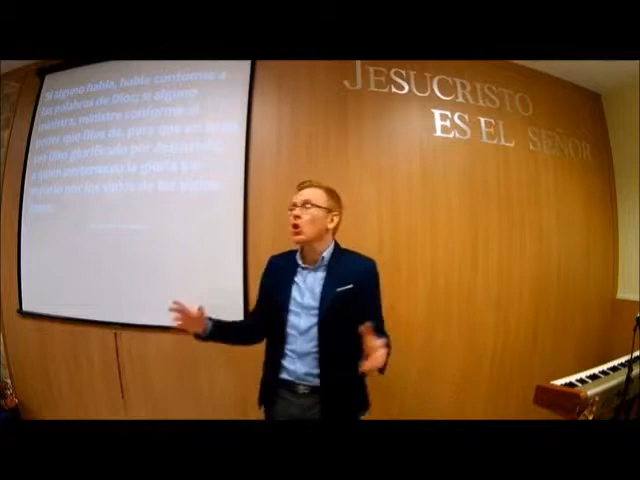 Si alguno habla, hable conforme a
las palabras de Dios; si alguno
ministra, ministre conforme al
poder que Dios da, para que en todo
sea Dios glorificado por Jesucristo,
a quien pertenecen la gloria y el
imperio por los siglos de los siglos.
JESUCRISTO
ES EL SEÑOR